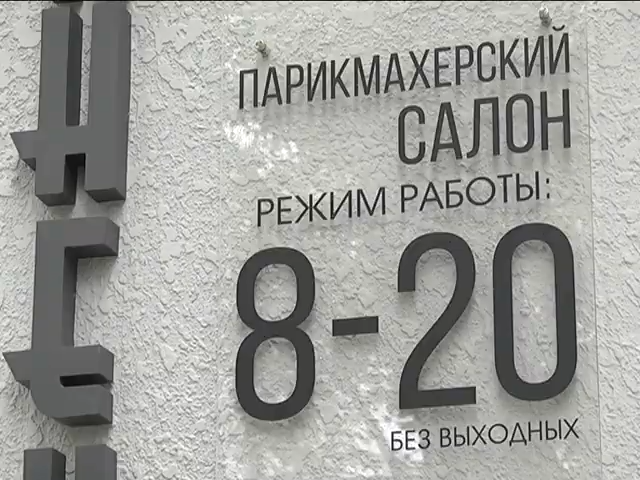 ПАРИКМАХЕРСКИЙ
САЛОН
РЕЖИМ РАБОТЫ:
8-20
БЕЗ ВЫХОДНЫХ